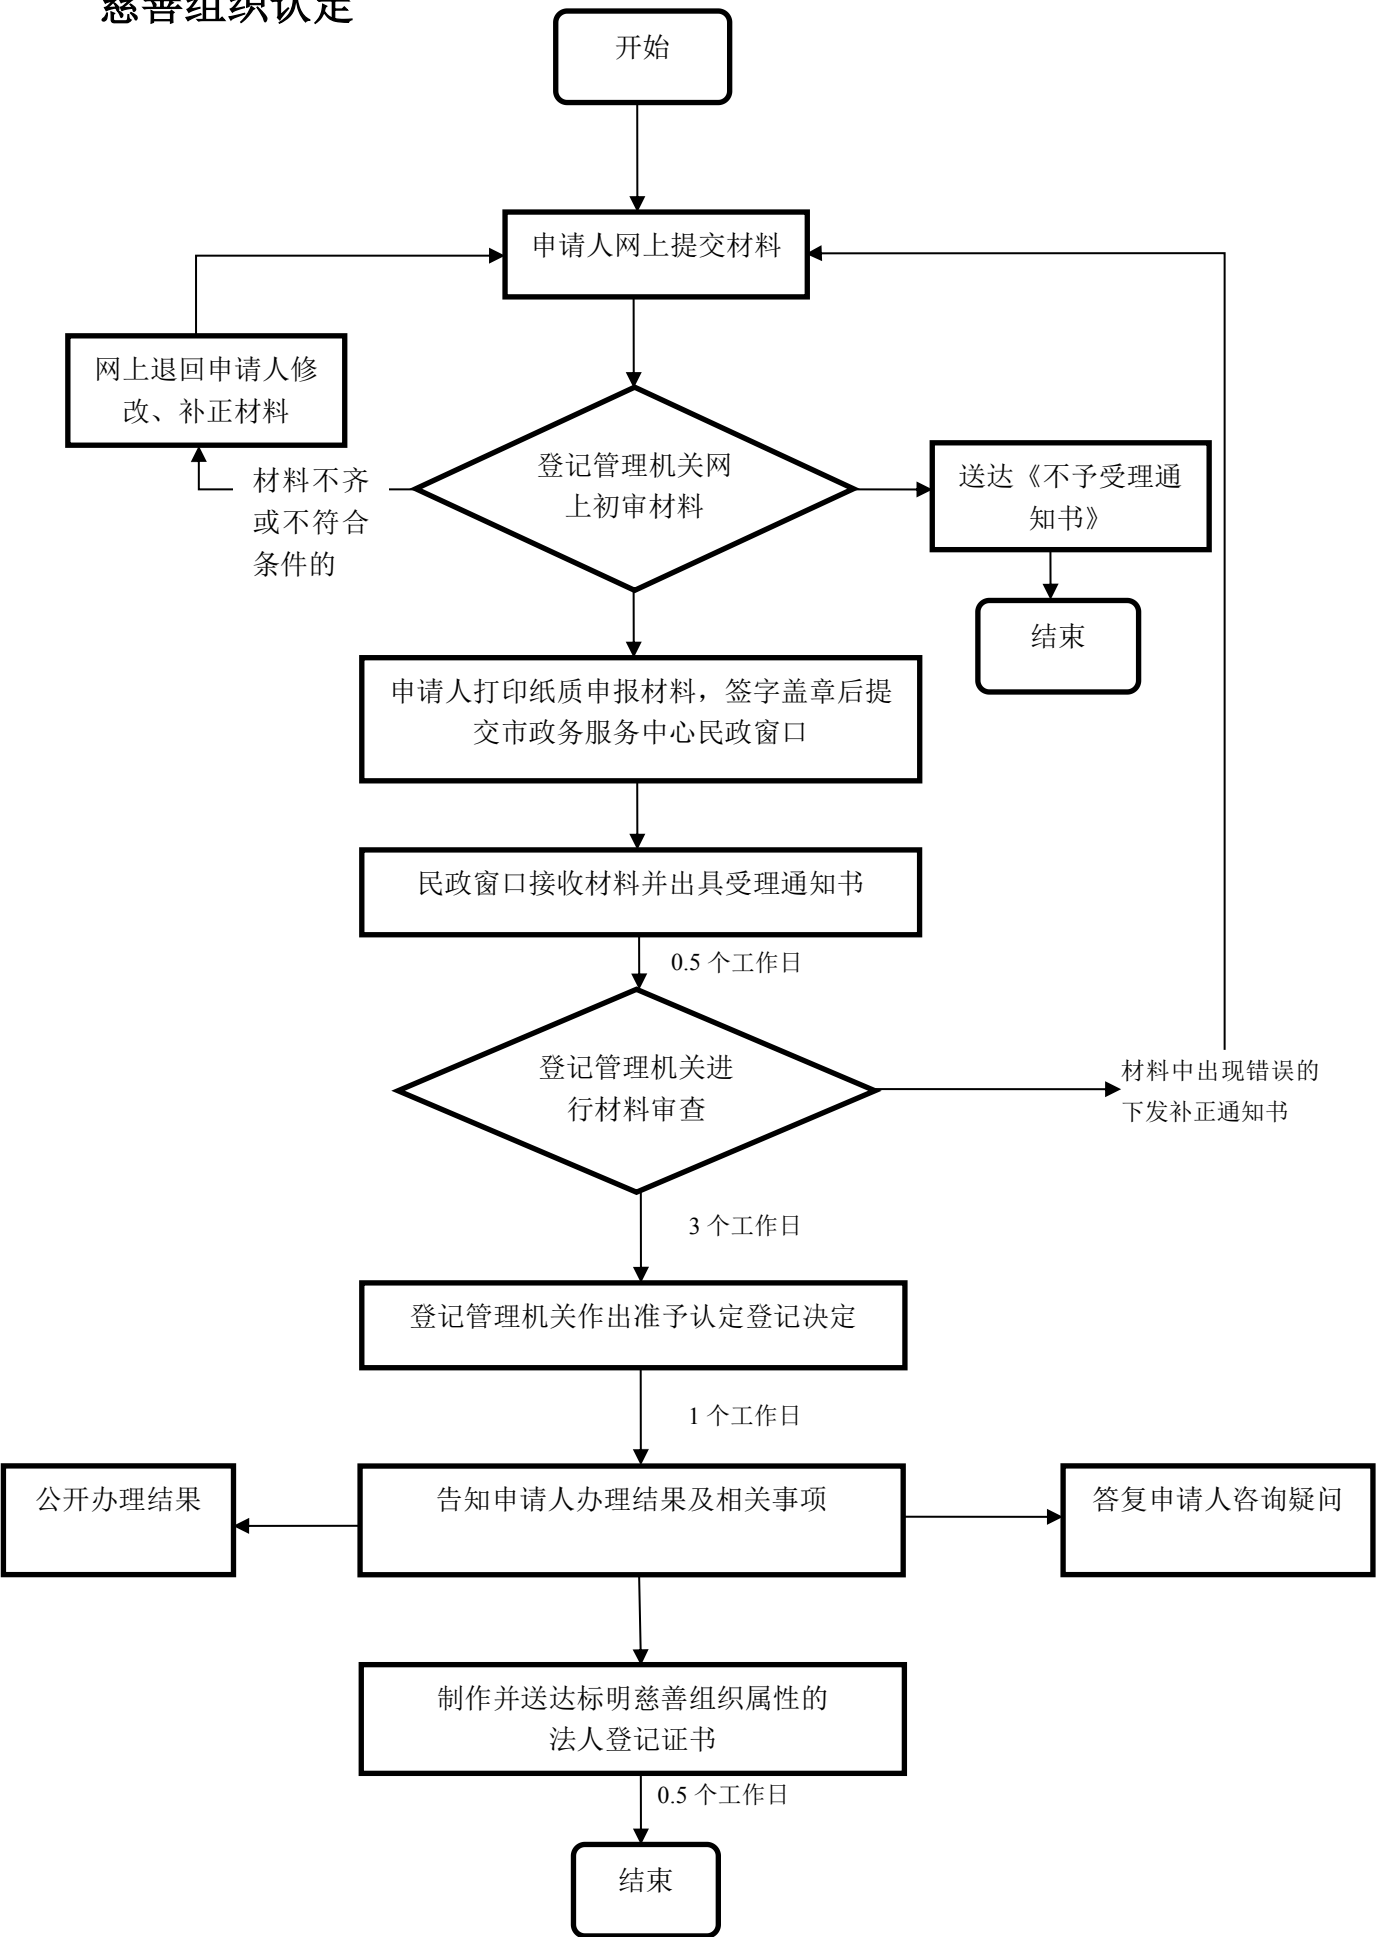 慈善组织认定
开始
申请人网上提交材料
网上退回申请人修
改、补正材料
登记管理机关网
上初审材料
材料不齐
或不符合
条件的
送达《不予受理通
知书》
结束
申请人打印纸质申报材料，签字盖章后提
交市政务服务中心民政窗口
民政窗口接收材料并出具受理通知书
0.5 个工作日
登记管理机关进
行材料审查
材料中出现错误的
下发补正通知书
3 个工作日
登记管理机关作出准予认定登记决定
1 个工作日
公开办理结果
告知申请人办理结果及相关事项
答复申请人咨询疑问
制作并送达标明慈善组织属性的
法人登记证书
0.5 个工作日
结束